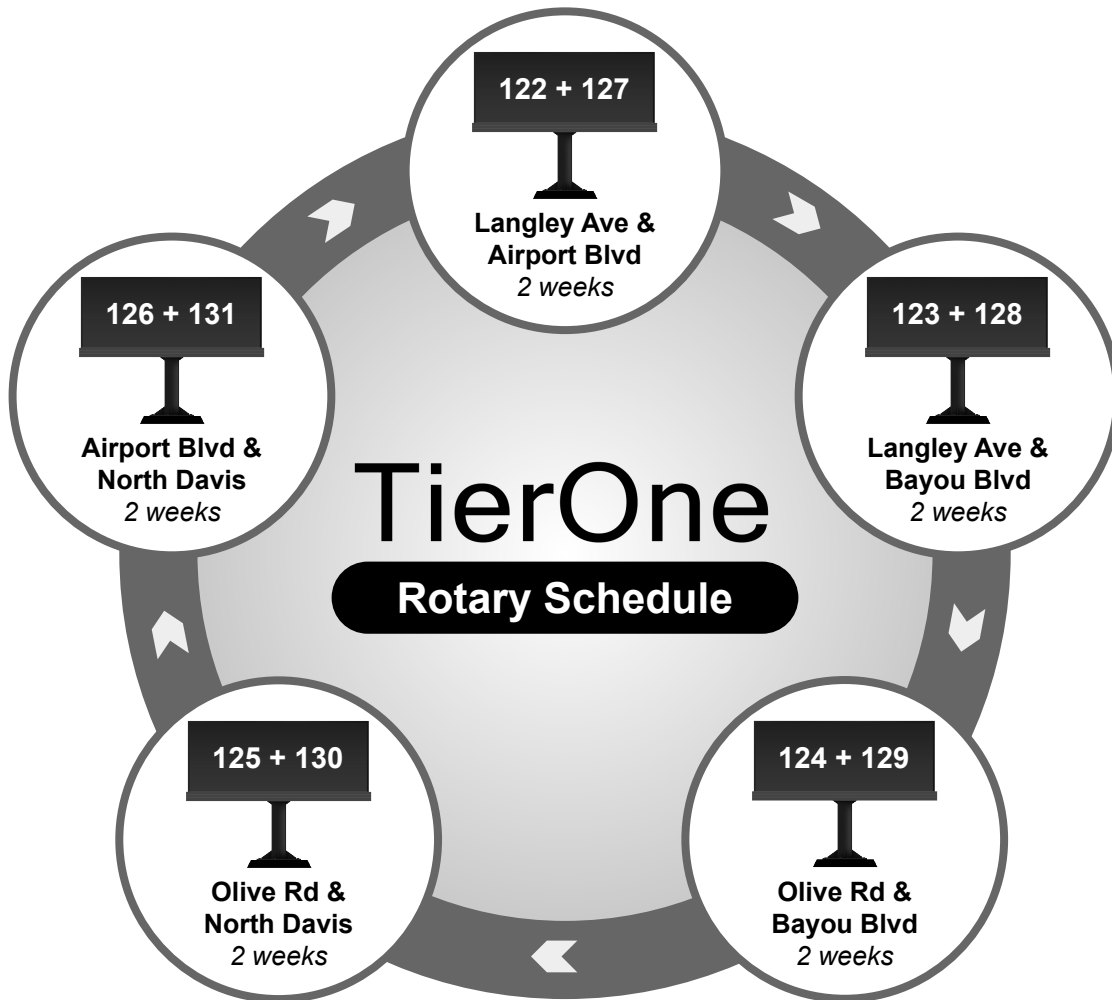 122 + 127
Langley Ave &
Airport Blvd
2 weeks
123 + 128
Langley Ave &
Bayou Blvd
2 weeks
124 + 129
Olive Rd &
Bayou Blvd
2 weeks
125 + 130
Olive Rd &
North Davis
2 weeks
126 + 131
Airport Blvd &
North Davis
2 weeks
TierOne
Rotary Schedule